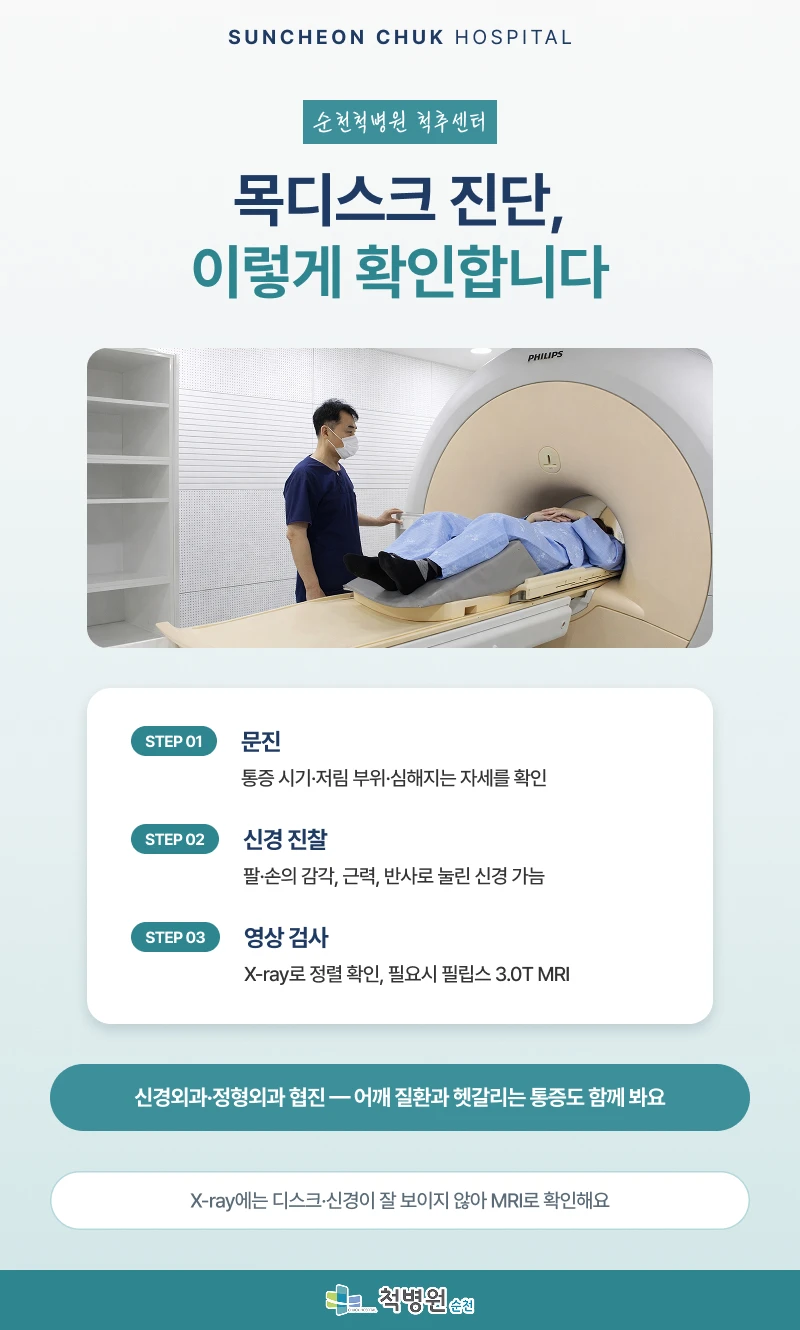 SUNCHEON CHUK HOSPITAL
순천척병원 척추센터
목디스크 진단,
이렇게 확인합니다
PHILIPS
STEP 01 문진
통증 시기·저림 부위·심해지는 자세를 확인
STEP 02 신경 진찰
팔·손의 감각, 근력, 반사로 눌린 신경 가늠
STEP 03 영상 검사
X-ray로 정렬 확인, 필요시 필립스 3.0T MRI
신경외과·정형외과 협진 — 어깨 질환과 헷갈리는 통증도 함께 봐요
X-ray에는 디스크·신경이 잘 보이지 않아 MRI로 확인해요
척병원 순천